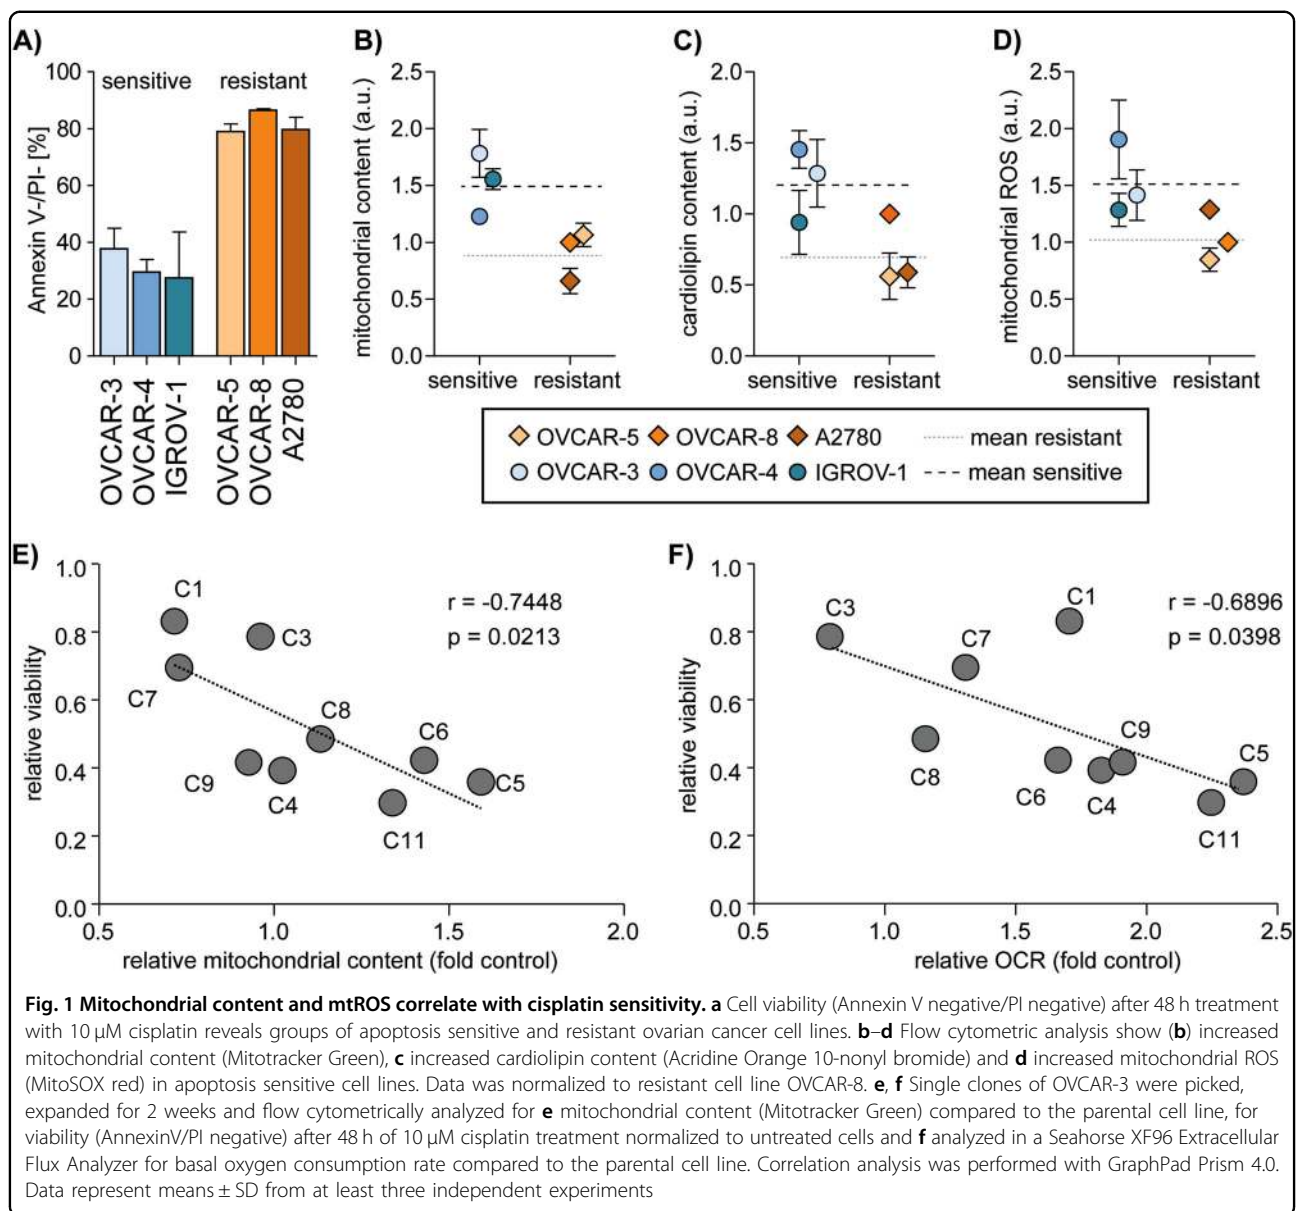 A)
B)
C)
D)
Annexin V-/PI- [%]
100
80
60
40
20
0
sensitive resistant
OVCAR-3
OVCAR-4
IGROV-1
OVCAR-5
OVCAR-8
A2780
mitochondrial content (a.u.)
2.5
2.0
1.5
1.0
0.5
0.0
sensitive resistant
cardiolipin content (a.u.)
2.0
1.5
1.0
0.5
0.0
sensitive resistant
mitochondrial ROS (a.u.)
2.5
2.0
1.5
1.0
0.5
0.0
sensitive resistant
OVCAR-5 OVCAR-8 A2780 mean resistant
OVCAR-3 OVCAR-4 IGROV-1 mean sensitive
E)
relative viability
1.0
0.8
0.6
0.4
0.2
0.0
C1
C3
C7
C8
C6
C9
C4
C5
C11
r = -0.7448
p = 0.0213
0.5 1.0 1.5 2.0
relative mitochondrial content (fold control)
F)
relative viability
1.0
0.8
0.6
0.4
0.2
0.0
C3
C1
C7
C9
C8
C6
C4
C5
C11
r = -0.6896
p = 0.0398
0.5 1.0 1.5 2.0 2.5
relative OCR (fold control)
Fig. 1 Mitochondrial content and mtROS correlate with cisplatin sensitivity. a Cell viability (Annexin V negative/PI negative) after 48 h treatment
with 10 µM cisplatin reveals groups of apoptosis sensitive and resistant ovarian cancer cell lines. b–d Flow cytometric analysis show (b) increased
mitochondrial content (Mitotracker Green), c increased cardiolipin content (Acridine Orange 10-nonyl bromide) and d increased mitochondrial ROS
(MitoSOX red) in apoptosis sensitive cell lines. Data was normalized to resistant cell line OVCAR-8. e, f Single clones of OVCAR-3 were picked,
expanded for 2 weeks and flow cytometrically analyzed for e mitochondrial content (Mitotracker Green) compared to the parental cell line, for
viability (AnnexinV/PI negative) after 48 h of 10 µM cisplatin treatment normalized to untreated cells and f analyzed in a Seahorse XF96 Extracellular
Flux Analyzer for basal oxygen consumption rate compared to the parental cell line. Correlation analysis was performed with GraphPad Prism 4.0.
Data represent means ± SD from at least three independent experiments